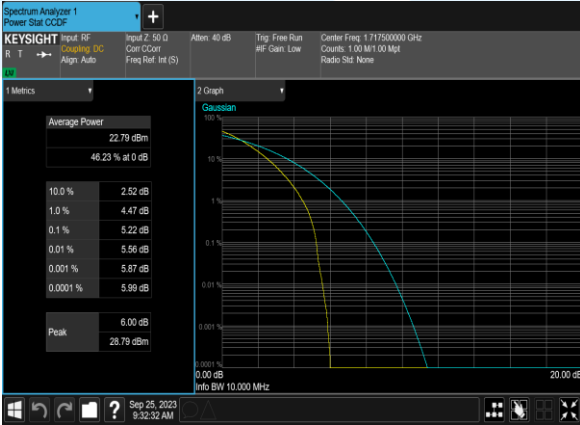 Spectrum Analyzer 1
Power Stat CCDF
KEYSIGHT
R T
LW
Input: RF
Coupling: DC
Align: Auto
Input Z: 50 Ω
Corr CCorr
Freq Ref: Int (S)
Atten: 40 dB
Trig: Free Run
#IF Gain: Low
Center Freq: 1.717500000 GHz
Counts: 1.00 M/1.00 Mpt
Radio Std: None
1 Metrics
Average Power
22.79 dBm
46.23 % at 0 dB
10.0 % 2.52 dB
1.0 % 4.47 dB
0.1 % 5.22 dB
0.01 % 5.56 dB
0.001 % 5.87 dB
0.0001 % 5.99 dB
Peak
6.00 dB
28.79 dBm
2 Graph
Gaussian
100 %
10 %
1 %
0.1 %
0.01 %
0.001 %
0.0001 %
0.00 dB
20.00 dB
Info BW 10.000 MHz
?
Sep 25, 2023
9:32:32 AM